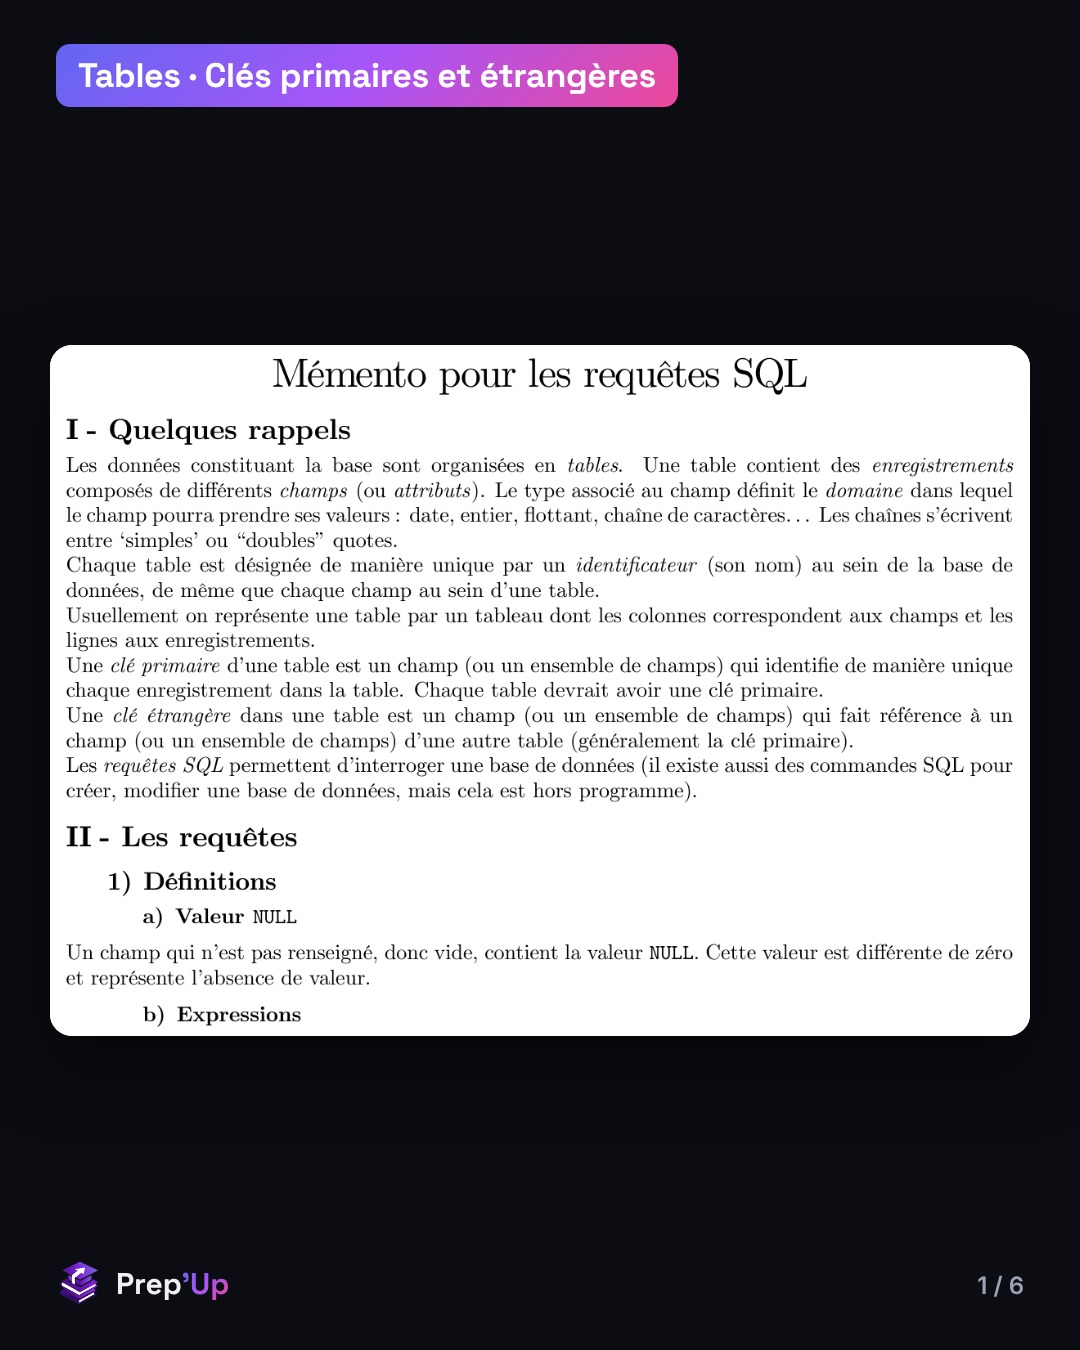 Tables · Clés primaires et étrangères
Mémento pour les requêtes SQL
I - Quelques rappels
Les données constituant la base sont organisées en tables. Une table contient des enregistrements
composés de différents champs (ou attributs). Le type associé au champ définit le domaine dans lequel
le champ pourra prendre ses valeurs : date, entier, flottant, chaîne de caractères... Les chaînes s'écrivent
entre ‘simples’ ou “doubles” quotes.
Chaque table est désignée de manière unique par un identificateur (son nom) au sein de la base de
données, de même que chaque champ au sein d'une table.
Usuellement on représente une table par un tableau dont les colonnes correspondent aux champs et les
lignes aux enregistrements.
Une clé primaire d'une table est un champ (ou un ensemble de champs) qui identifie de manière unique
chaque enregistrement dans la table. Chaque table devrait avoir une clé primaire.
Une clé étrangère dans une table est un champ (ou un ensemble de champs) qui fait référence à un
champ (ou un ensemble de champs) d'une autre table (généralement la clé primaire).
Les requêtes SQL permettent d'interroger une base de données (il existe aussi des commandes SQL pour
créer, modifier une base de données, mais cela est hors programme).
II - Les requêtes
1) Définitions
a) Valeur NULL
Un champ qui n'est pas renseigné, donc vide, contient la valeur NULL. Cette valeur est différente de zéro
et représente l'absence de valeur.
b) Expressions
Prep'Up
1 / 6